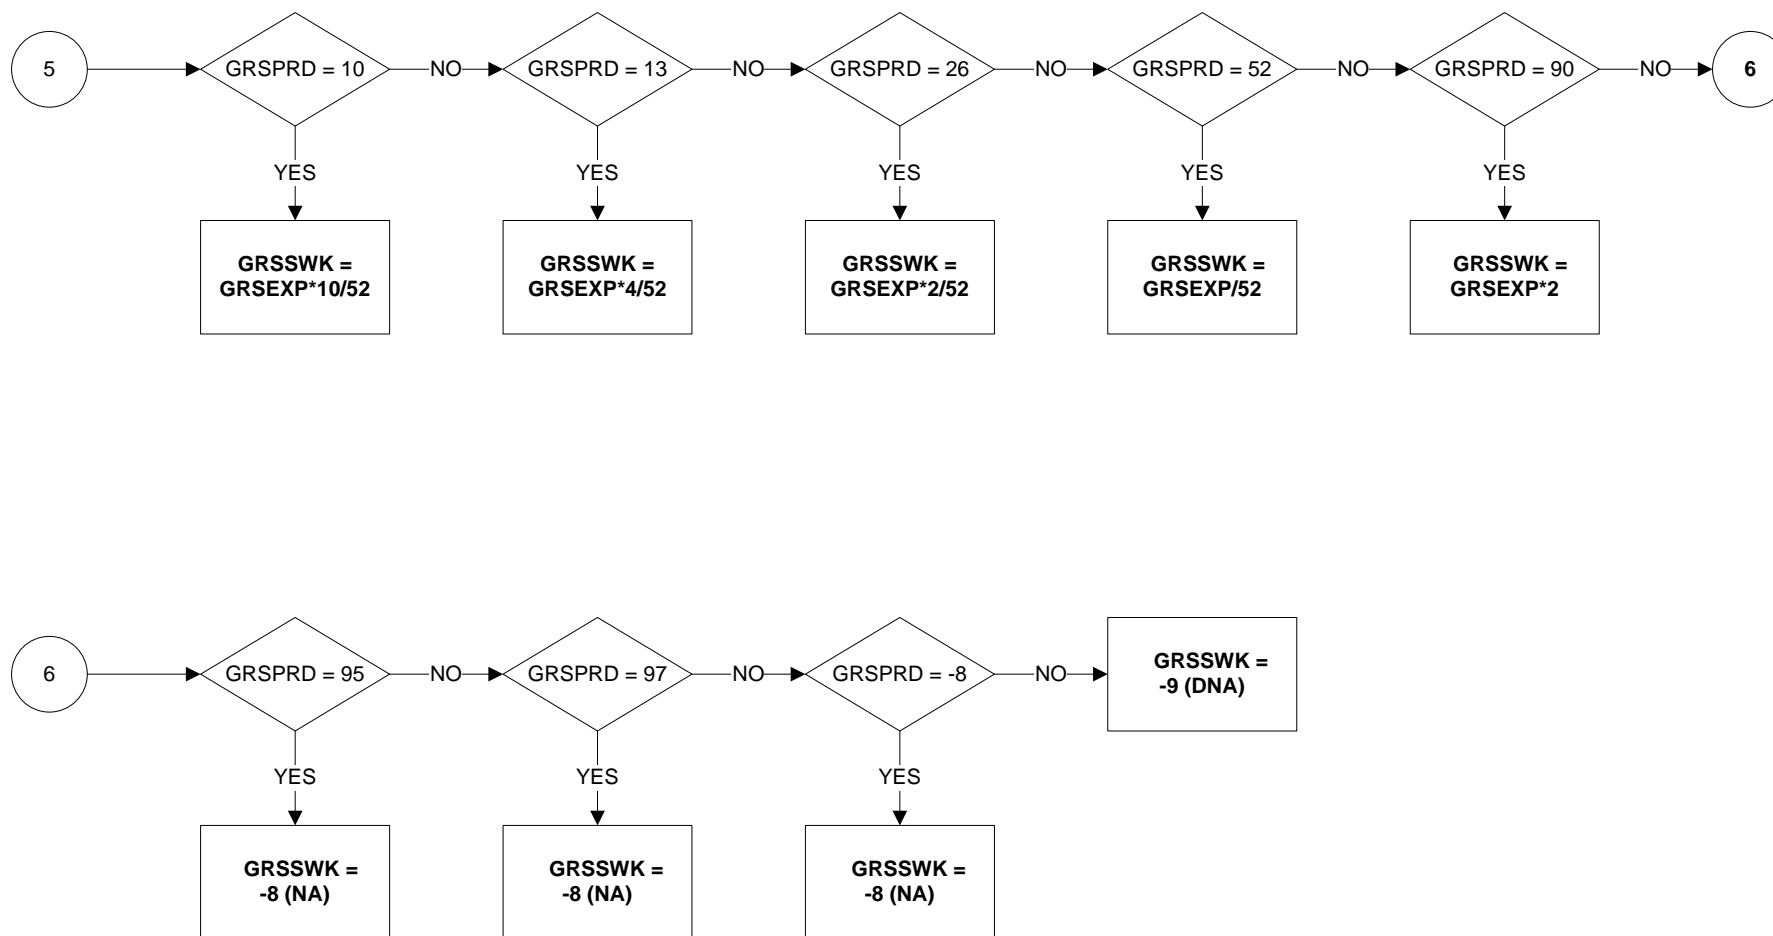 5
GRSPRD = 10
NO
GRSPRD = 13
NO
GRSPRD = 26
NO
GRSPRD = 52
NO
GRSPRD = 90
NO
6
YES
YES
YES
YES
YES
GRSSWK =
GRSEXP*10/52
GRSSWK =
GRSEXP*4/52
GRSSWK =
GRSEXP*2/52
GRSSWK =
GRSEXP/52
GRSSWK =
GRSEXP*2
6
GRSPRD = 95
NO
GRSPRD = 97
NO
GRSPRD = -8
NO
GRSSWK =
-9 (DNA)
YES
YES
YES
GRSSWK =
-8 (NA)
GRSSWK =
-8 (NA)
GRSSWK =
-8 (NA)